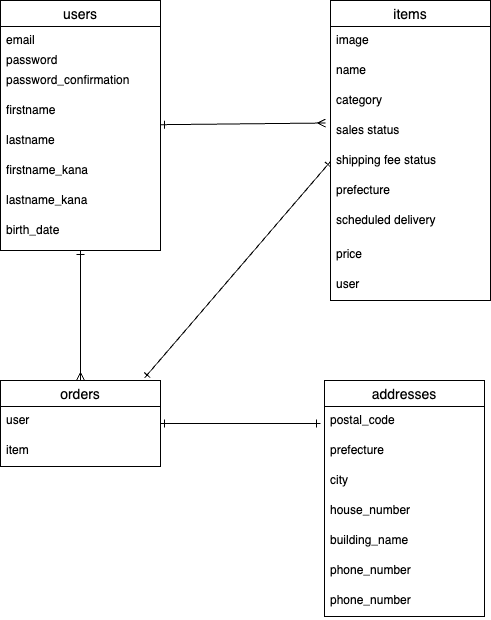 users
email
password
password_confirmation
firstname
lastname
firstname_kana
lastname_kana
birth_date
items
image
name
category
sales status
shipping fee status
prefecture
scheduled delivery
price
user
orders
user
item
addresses
postal_code
prefecture
city
house_number
building_name
phone_number
phone_number